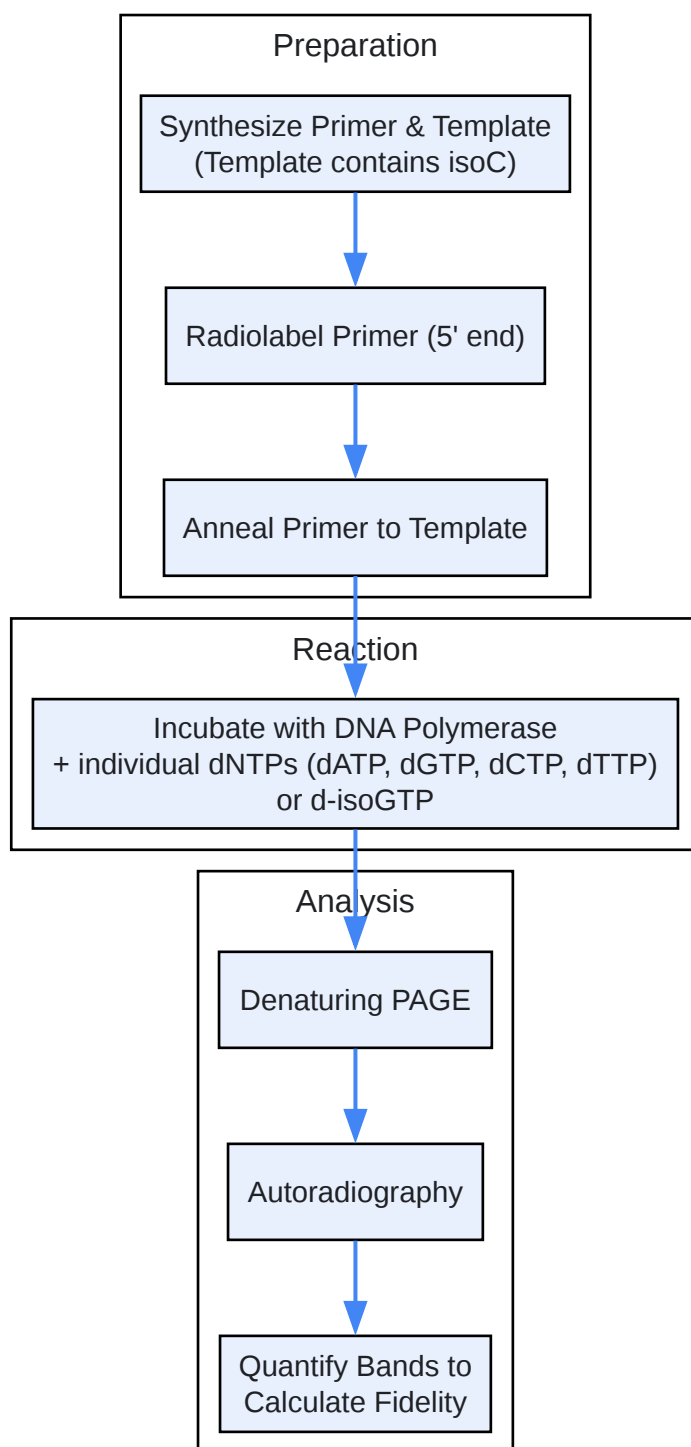 Preparation
Synthesize Primer & Template
(Template contains isoC)
Radiolabel Primer (5' end)
Anneal Primer to Template
Reaction
Incubate with DNA Polymerase
+ individual dNTPs (dATP, dGTP, dCTP, dTTP)
or d-isoGTP
Analysis
Denaturing PAGE
Autoradiography
Quantify Bands to
Calculate Fidelity